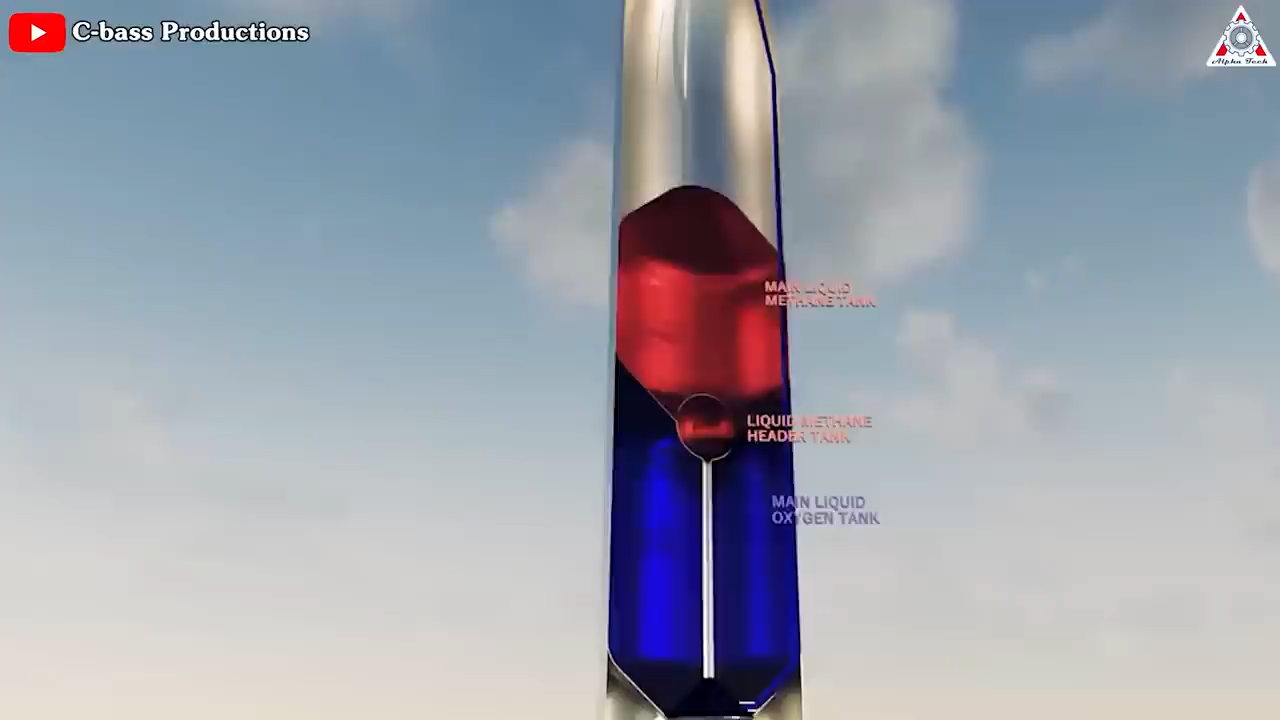 C-bass Productions
Alpha Tech
MAIN LIQUID
METHANE TANK
LIQUID METHANE
HEADER TANK
MAIN LIQUID
OXYGEN TANK